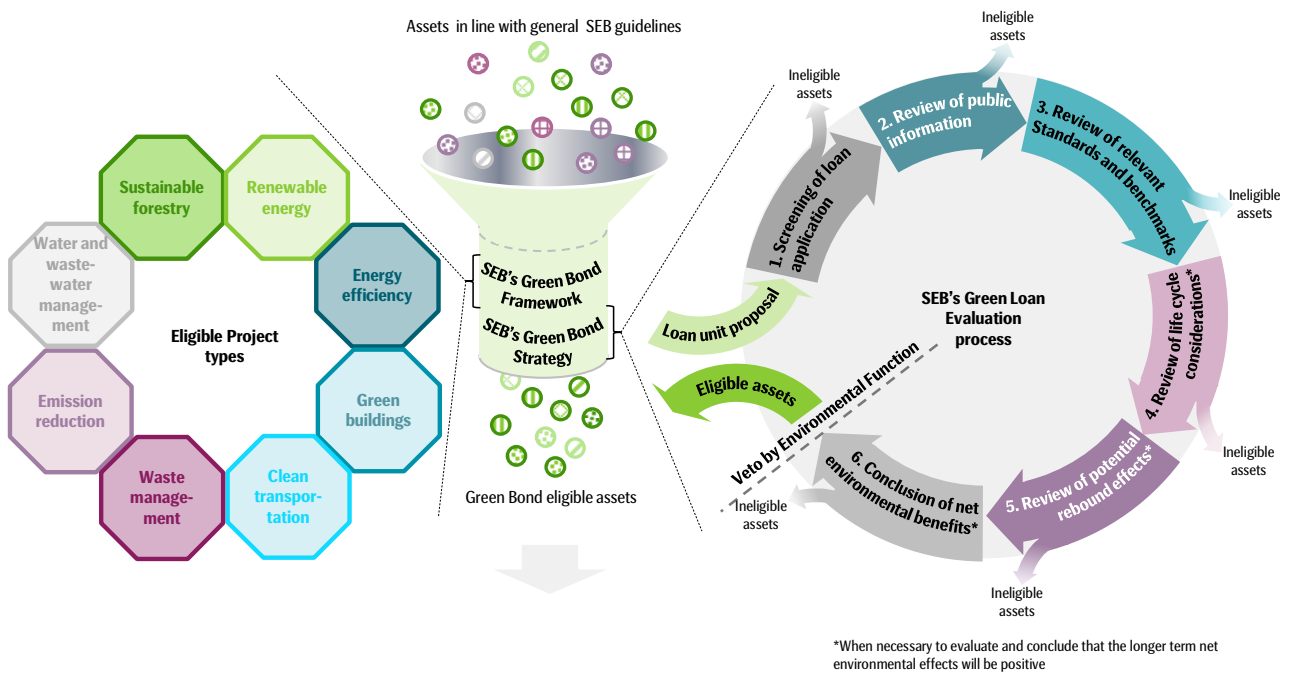 Sustainable
forestry
Renewable
energy
Water and
waste-
water
manage-
ment
Energy
efficiency
Eligible Project
types
Emission
reduction
Green
buildings
Waste
manage-
ment
Clean
transpor-
tation
Assets in line with general SEB guidelines
SEB's Green Bond
Framework
SEB's Green Bond
Strategy
Green Bond eligible assets
Loan unit proposal
Eligible assets
1. Screening of loan
application
Ineligible
assets
2. Review of public
information
Ineligible
assets
3. Review of relevant
Standards and benchmarks
Ineligible
assets
4. Review of life cycle
considerations*
Ineligible
assets
5. Review of potential
rebound effects*
Ineligible
assets
6. Conclusion of net
environmental benefits*
Ineligible
assets
Veto by Environmental Function
SEB's Green Loan
Evaluation
process
*When necessary to evaluate and conclude that the longer term net
environmental effects will be positive